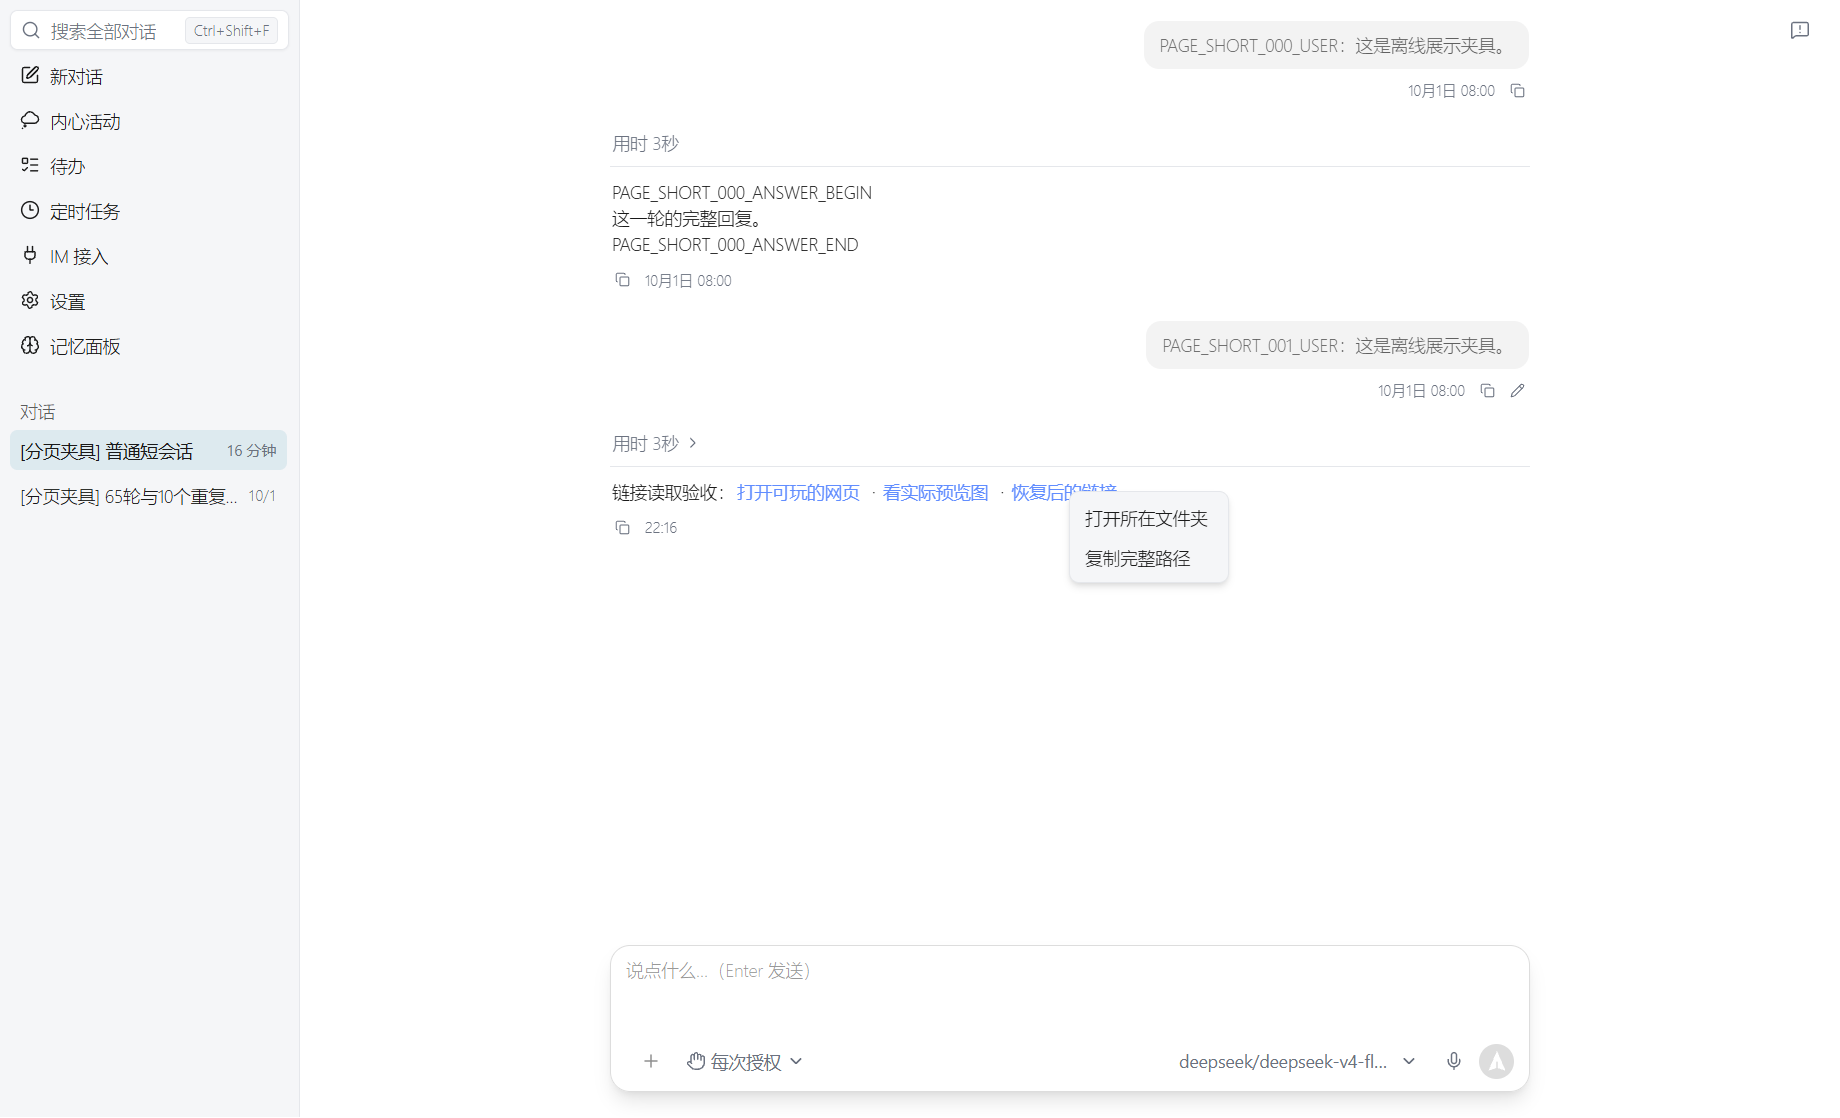 搜索全部对话 Ctrl+Shift+F
新对话
内心活动
待办
定时任务
IM 接入
设置
记忆面板
对话
[分页夹具] 普通短会话 16 分钟
[分页夹具] 65轮与10个重复... 10/1
PAGE_SHORT_000_USER：这是离线展示夹具。
10月1日 08:00
用时 3秒
PAGE_SHORT_000_ANSWER_BEGIN
这一轮的完整回复。
PAGE_SHORT_000_ANSWER_END
10月1日 08:00
PAGE_SHORT_001_USER：这是离线展示夹具。
10月1日 08:00
用时 3秒
链接读取验收：打开可玩的网页 · 看实际预览图 · 恢复后的链接
22:16
打开所在文件夹
复制完整路径
说点什么...（Enter 发送）
每次授权
deepseek/deepseek-v4-fl...